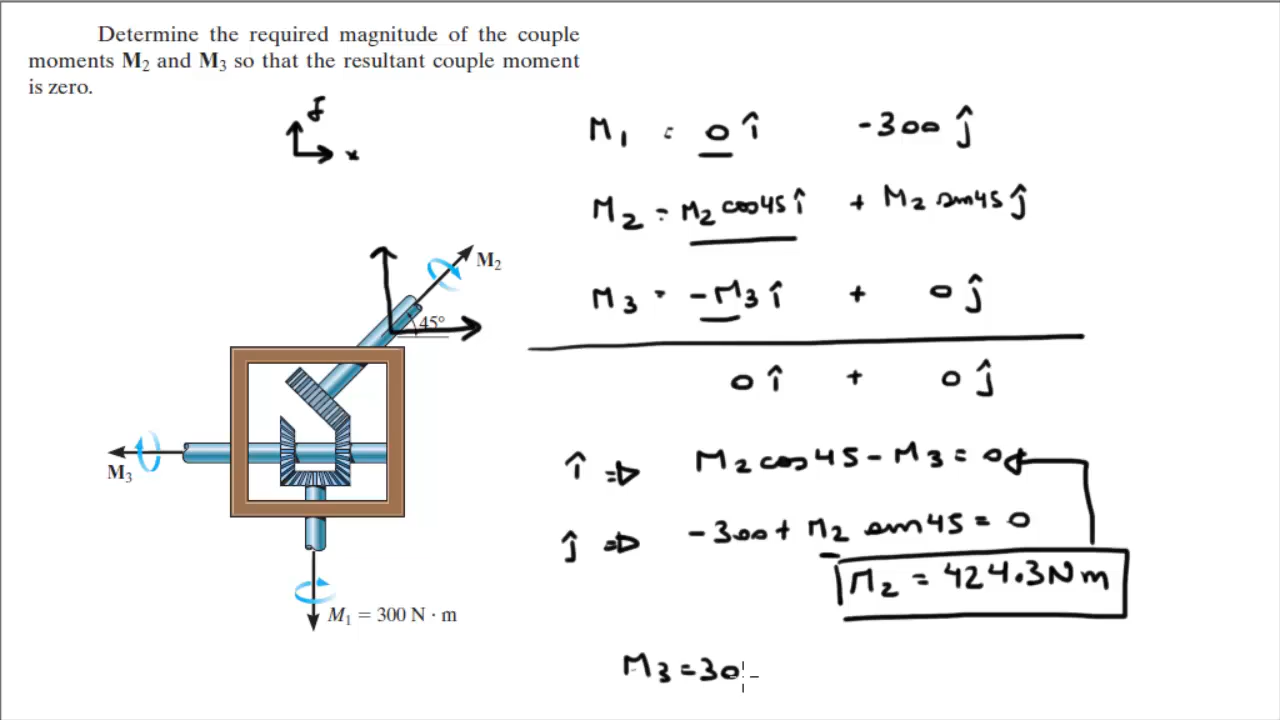 Determine the required magnitude of the couple
moments M₂ and M₃ so that the resultant couple moment
is zero.
y
x
M₁ = 0 î -300 ĵ
M₂ = M₂ cos45 î + M₂ sin45 ĵ
M₃ = -M₃ î + 0 ĵ
0 î + 0 ĵ
M₂
45°
M₃
M₁ = 300 N · m
î ⇒ M₂ cos45 - M₃ = 0
ĵ ⇒ -300 + M₂ sin45 = 0
M₂ = 424.3 Nm
M₃ = 30